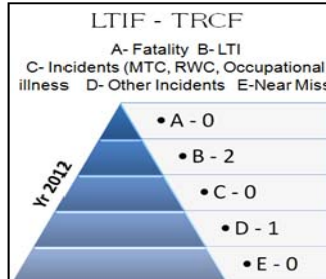 LTIF - TRCF
A- Fatality B- LTI
C- Incidents (MTC, RWC, Occupational
illness D- Other Incidents E-Near Miss
Yr 2012
• A - 0
• B - 2
• C - 0
• D - 1
• E - 0